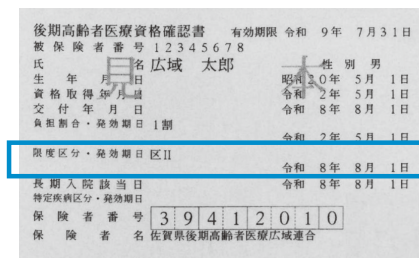 後期高齢者医療資格確認書 有効期限 令和 9年 7月31日
被保険者番号 12345678
氏名 広域 太郎 性別 男
生年月日 昭和20年 5月 1日
資格取得年月日 令和 2年 5月 1日
交付年月日 令和 8年 8月 1日
負担割合・発効期日 1割
令和 2年 5月 1日
限度区分・発効期日 区II
令和 8年 8月 1日
長期入院該当日 令和 8年 8月 1日
特定疾病区分・発効期日
保険者番号 39412010
保険者名 佐賀県後期高齢者医療広域連合
見本